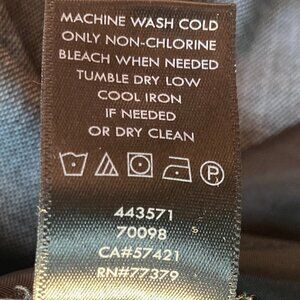 MACHINE WASH COLD
ONLY NON-CHLORINE
BLEACH WHEN NEEDED
TUMBLE DRY LOW
COOL IRON
IF NEEDED
OR DRY CLEAN
P
443571
70098
CA#57421
RN#77379